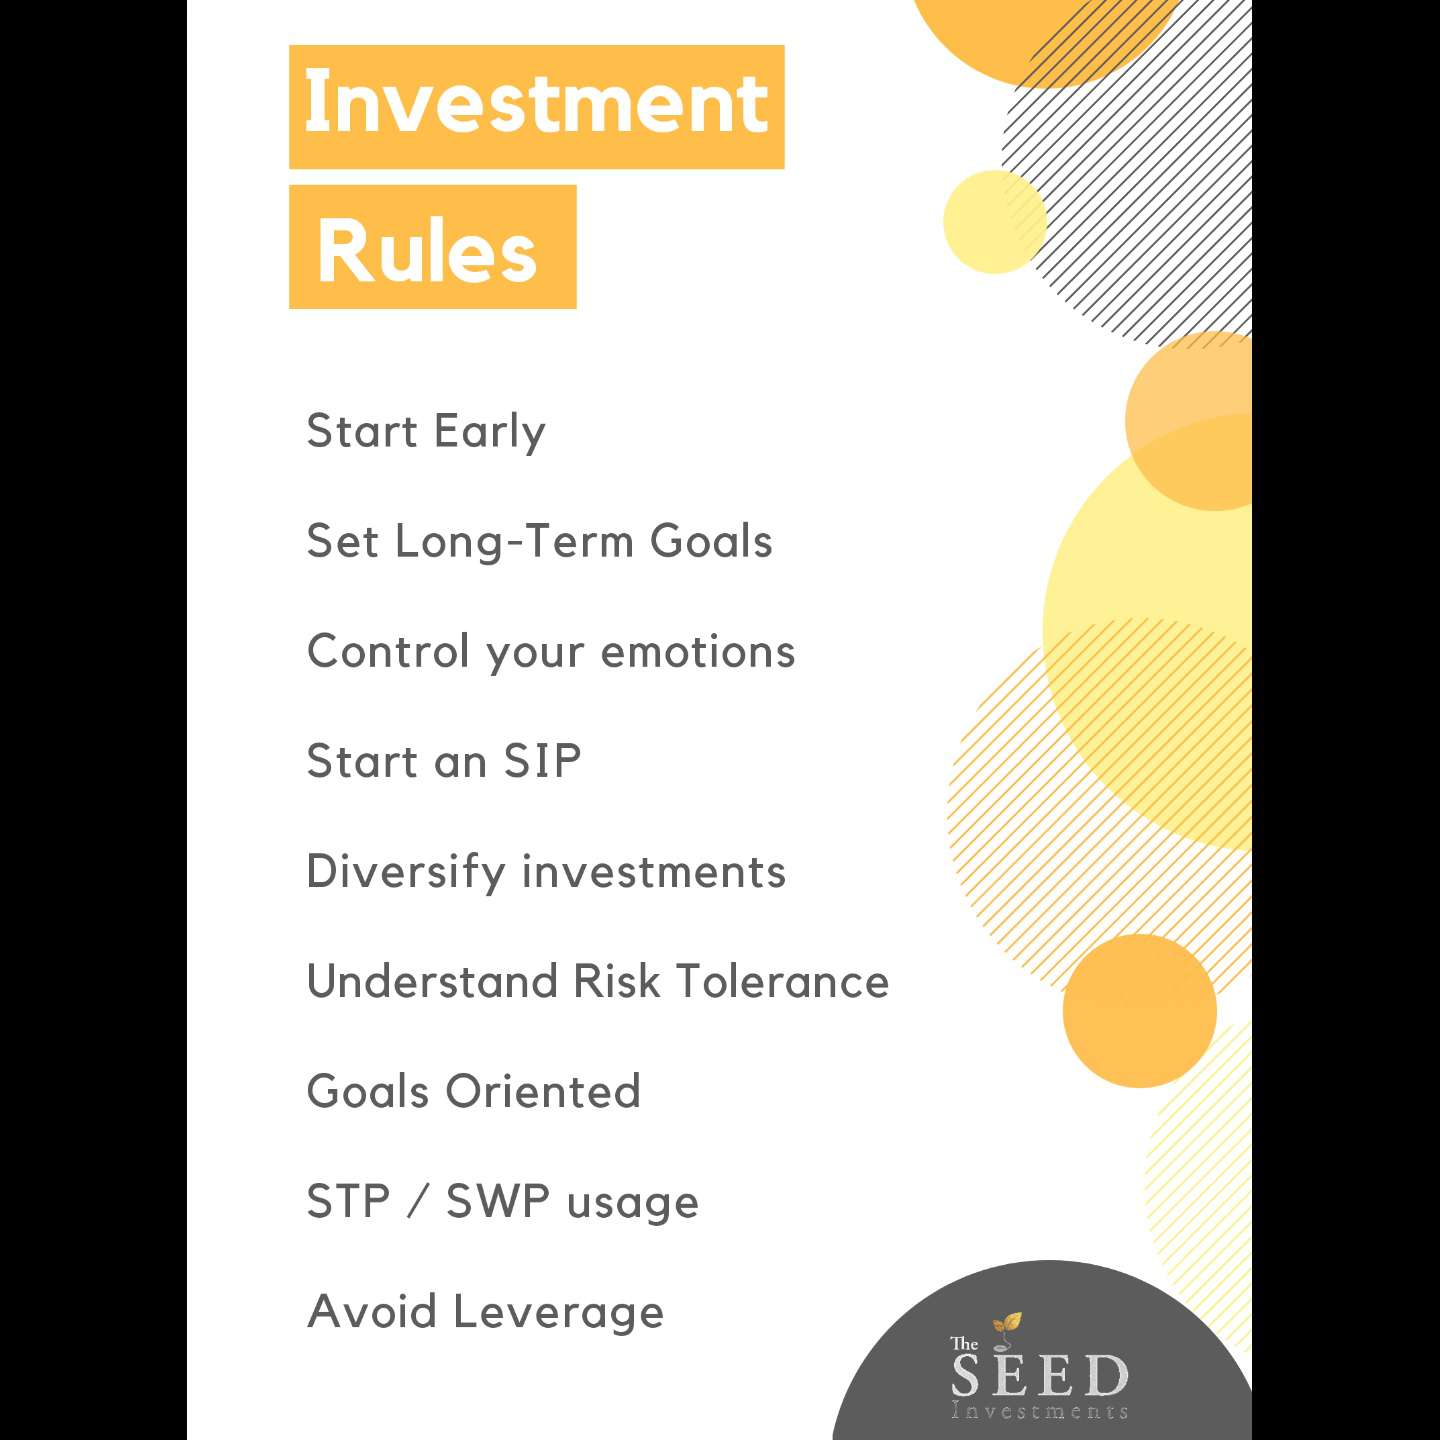 Investment
Rules
Start Early
Set Long-Term Goals
Control your emotions
Start an SIP
Diversify investments
Understand Risk Tolerance
Goals Oriented
STP / SWP usage
Avoid Leverage
The
SEED
Investments